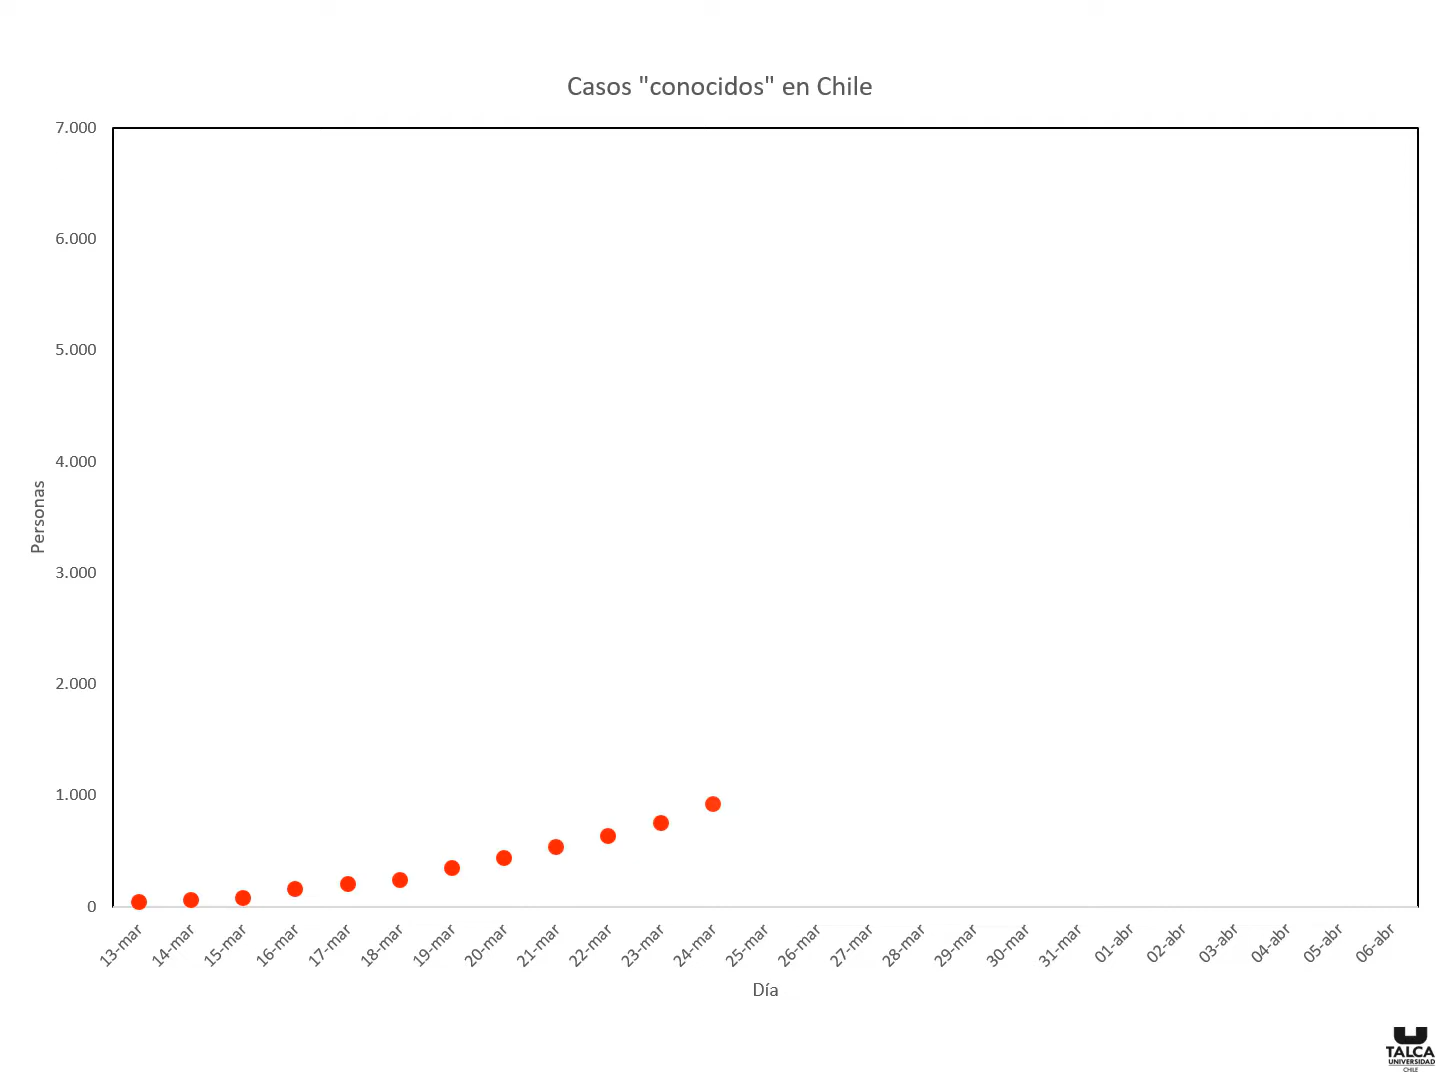 Casos "conocidos" en Chile
7.000
6.000
5.000
4.000
3.000
2.000
1.000
0
Personas
13-mar
14-mar
15-mar
16-mar
17-mar
18-mar
19-mar
20-mar
21-mar
22-mar
23-mar
24-mar
25-mar
26-mar
27-mar
28-mar
29-mar
30-mar
31-mar
01-abr
02-abr
03-abr
04-abr
05-abr
06-abr
Día
TALCA
UNIVERSIDAD
CHILE